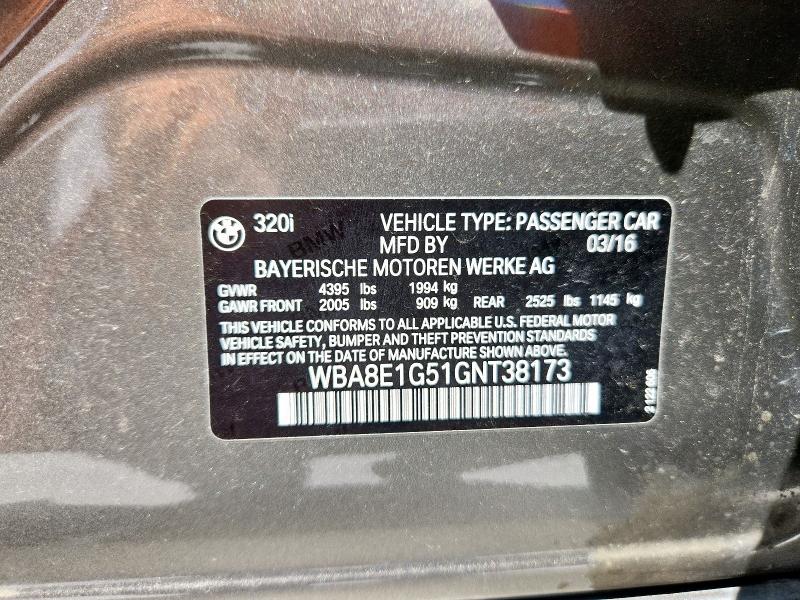 320i VEHICLE TYPE: PASSENGER CAR
MFD BY 03/16
BAYERISCHE MOTOREN WERKE AG
GVWR 4395 lbs 1994 kg
GAWR FRONT 2005 lbs 909 kg REAR 2525 lbs 1145 kg
THIS VEHICLE CONFORMS TO ALL APPLICABLE U.S. FEDERAL MOTOR
VEHICLE SAFETY, BUMPER AND THEFT PREVENTION STANDARDS
IN EFFECT ON THE DATE OF MANUFACTURE SHOWN ABOVE.
WBA8E1G51GNT38173